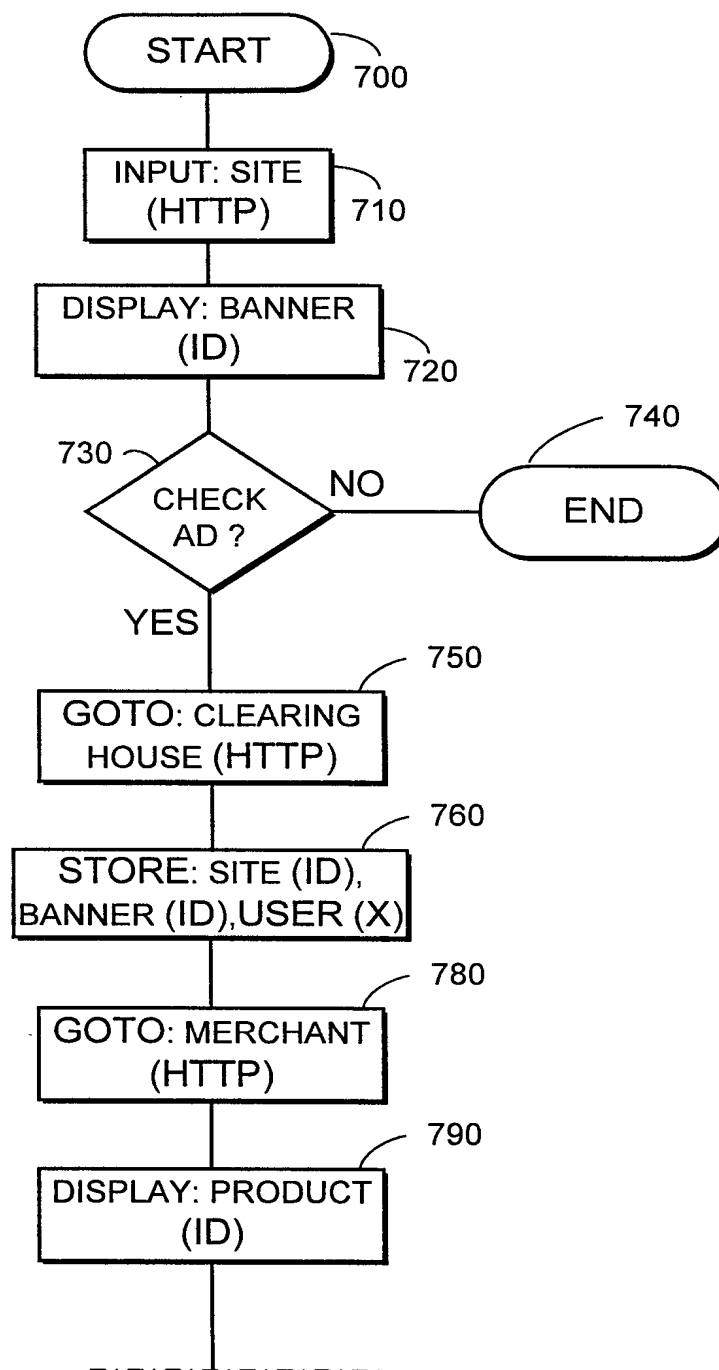 START
700
INPUT: SITE
(HTTP)
710
DISPLAY: BANNER
(ID)
720
730
CHECK
AD ?
NO
740
END
YES
750
GOTO: CLEARING
HOUSE (HTTP)
760
STORE: SITE (ID),
BANNER (ID),USER (X)
780
GOTO: MERCHANT
(HTTP)
790
DISPLAY: PRODUCT
(ID)